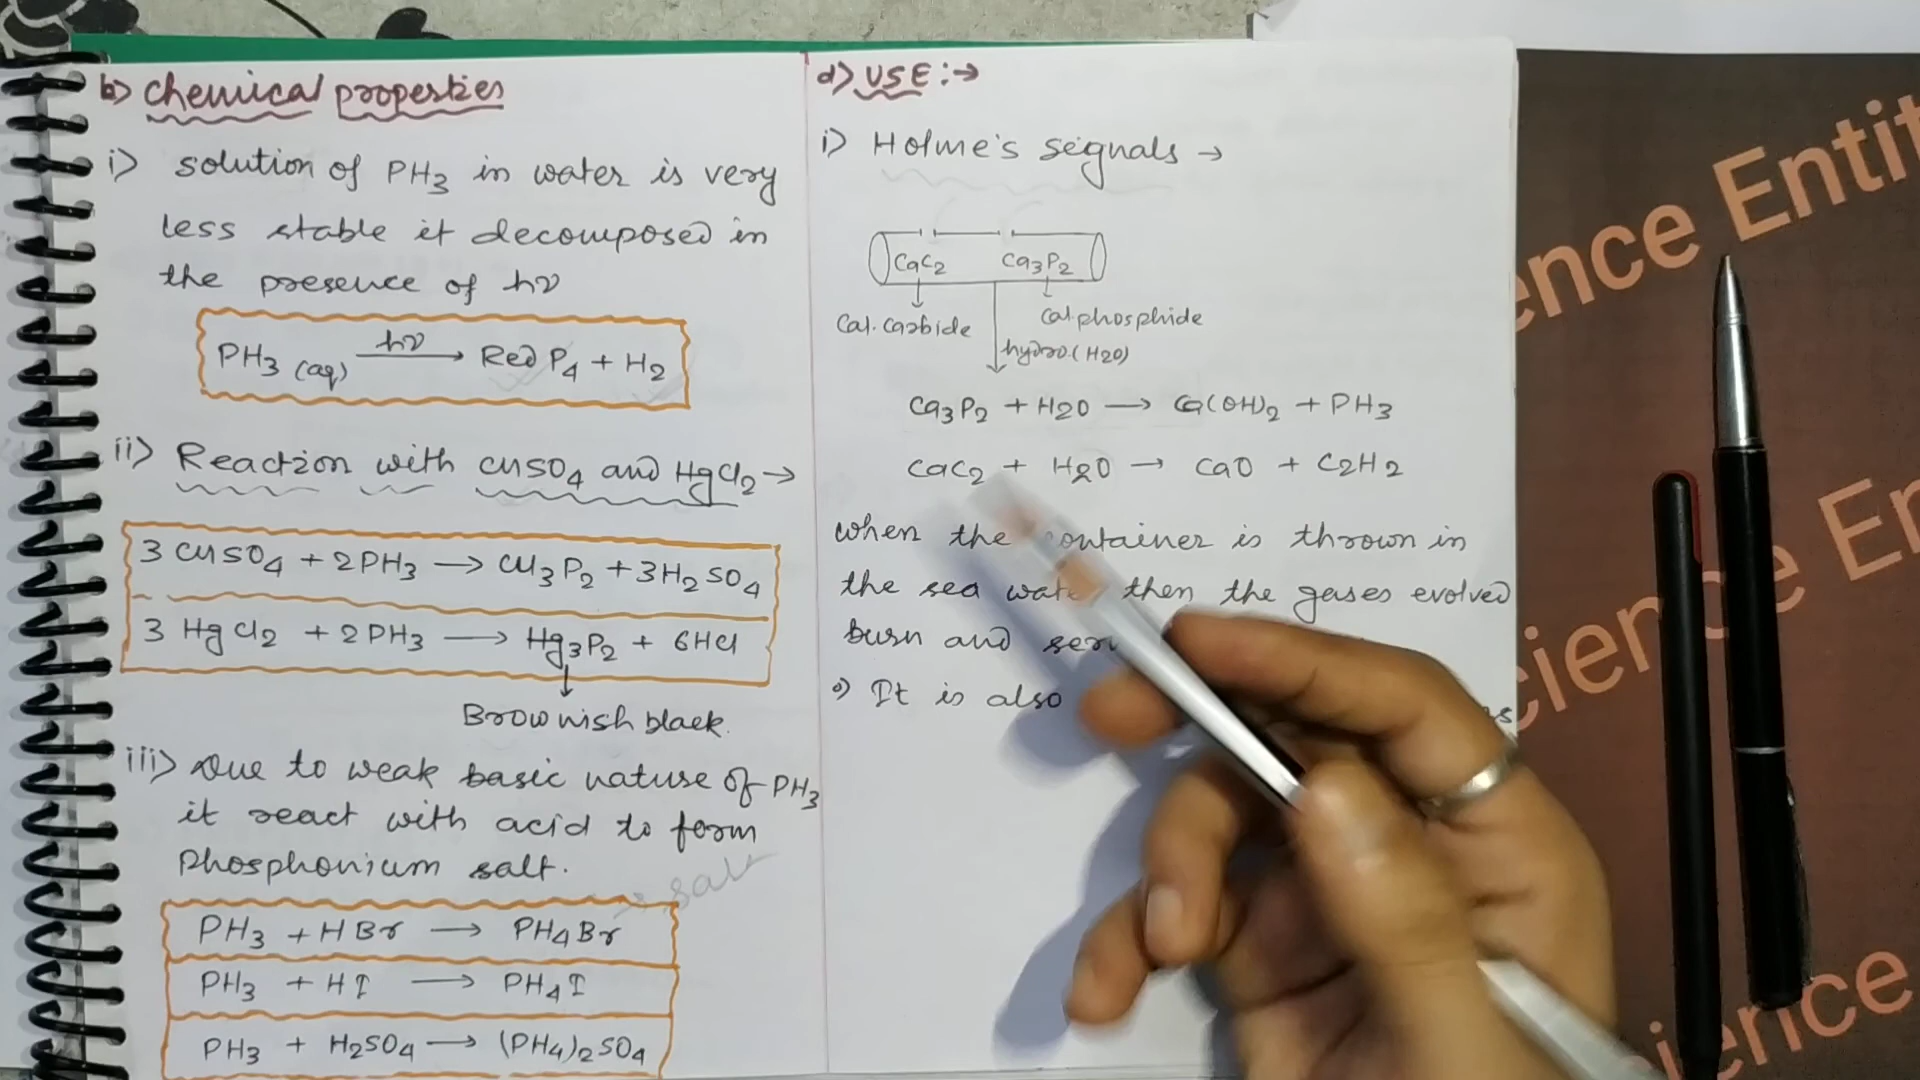 b) Chemical properties
i) solution of PH3 in water is very
less stable it decomposed in
the presence of hν
PH3 (aq) —hν→ Red P4 + H2
ii) Reaction with CuSO4 and HgCl2 →
3 CuSO4 + 2PH3 → Cu3P2 + 3H2SO4
3 HgCl2 + 2PH3 → Hg3P2 + 6HCl
Brownish black.
iii) Due to weak basic nature of PH3
it react with acid to form
Phosphonium salt.
→ salt
PH3 + HBr → PH4Br
PH3 + HI → PH4I
PH3 + H2SO4 → (PH4)2SO4
d) USE :→
i) Holme's signals →
CaC2 Ca3P2
Cal. carbide cal. phosphide
hydro. (H2O)
Ca3P2 + H2O → Ca(OH)2 + PH3
CaC2 + H2O → CaO + C2H2
when the container is thrown in
the sea then the gases evolved
burn and
o) It is also
ence Entit
Science En
cience